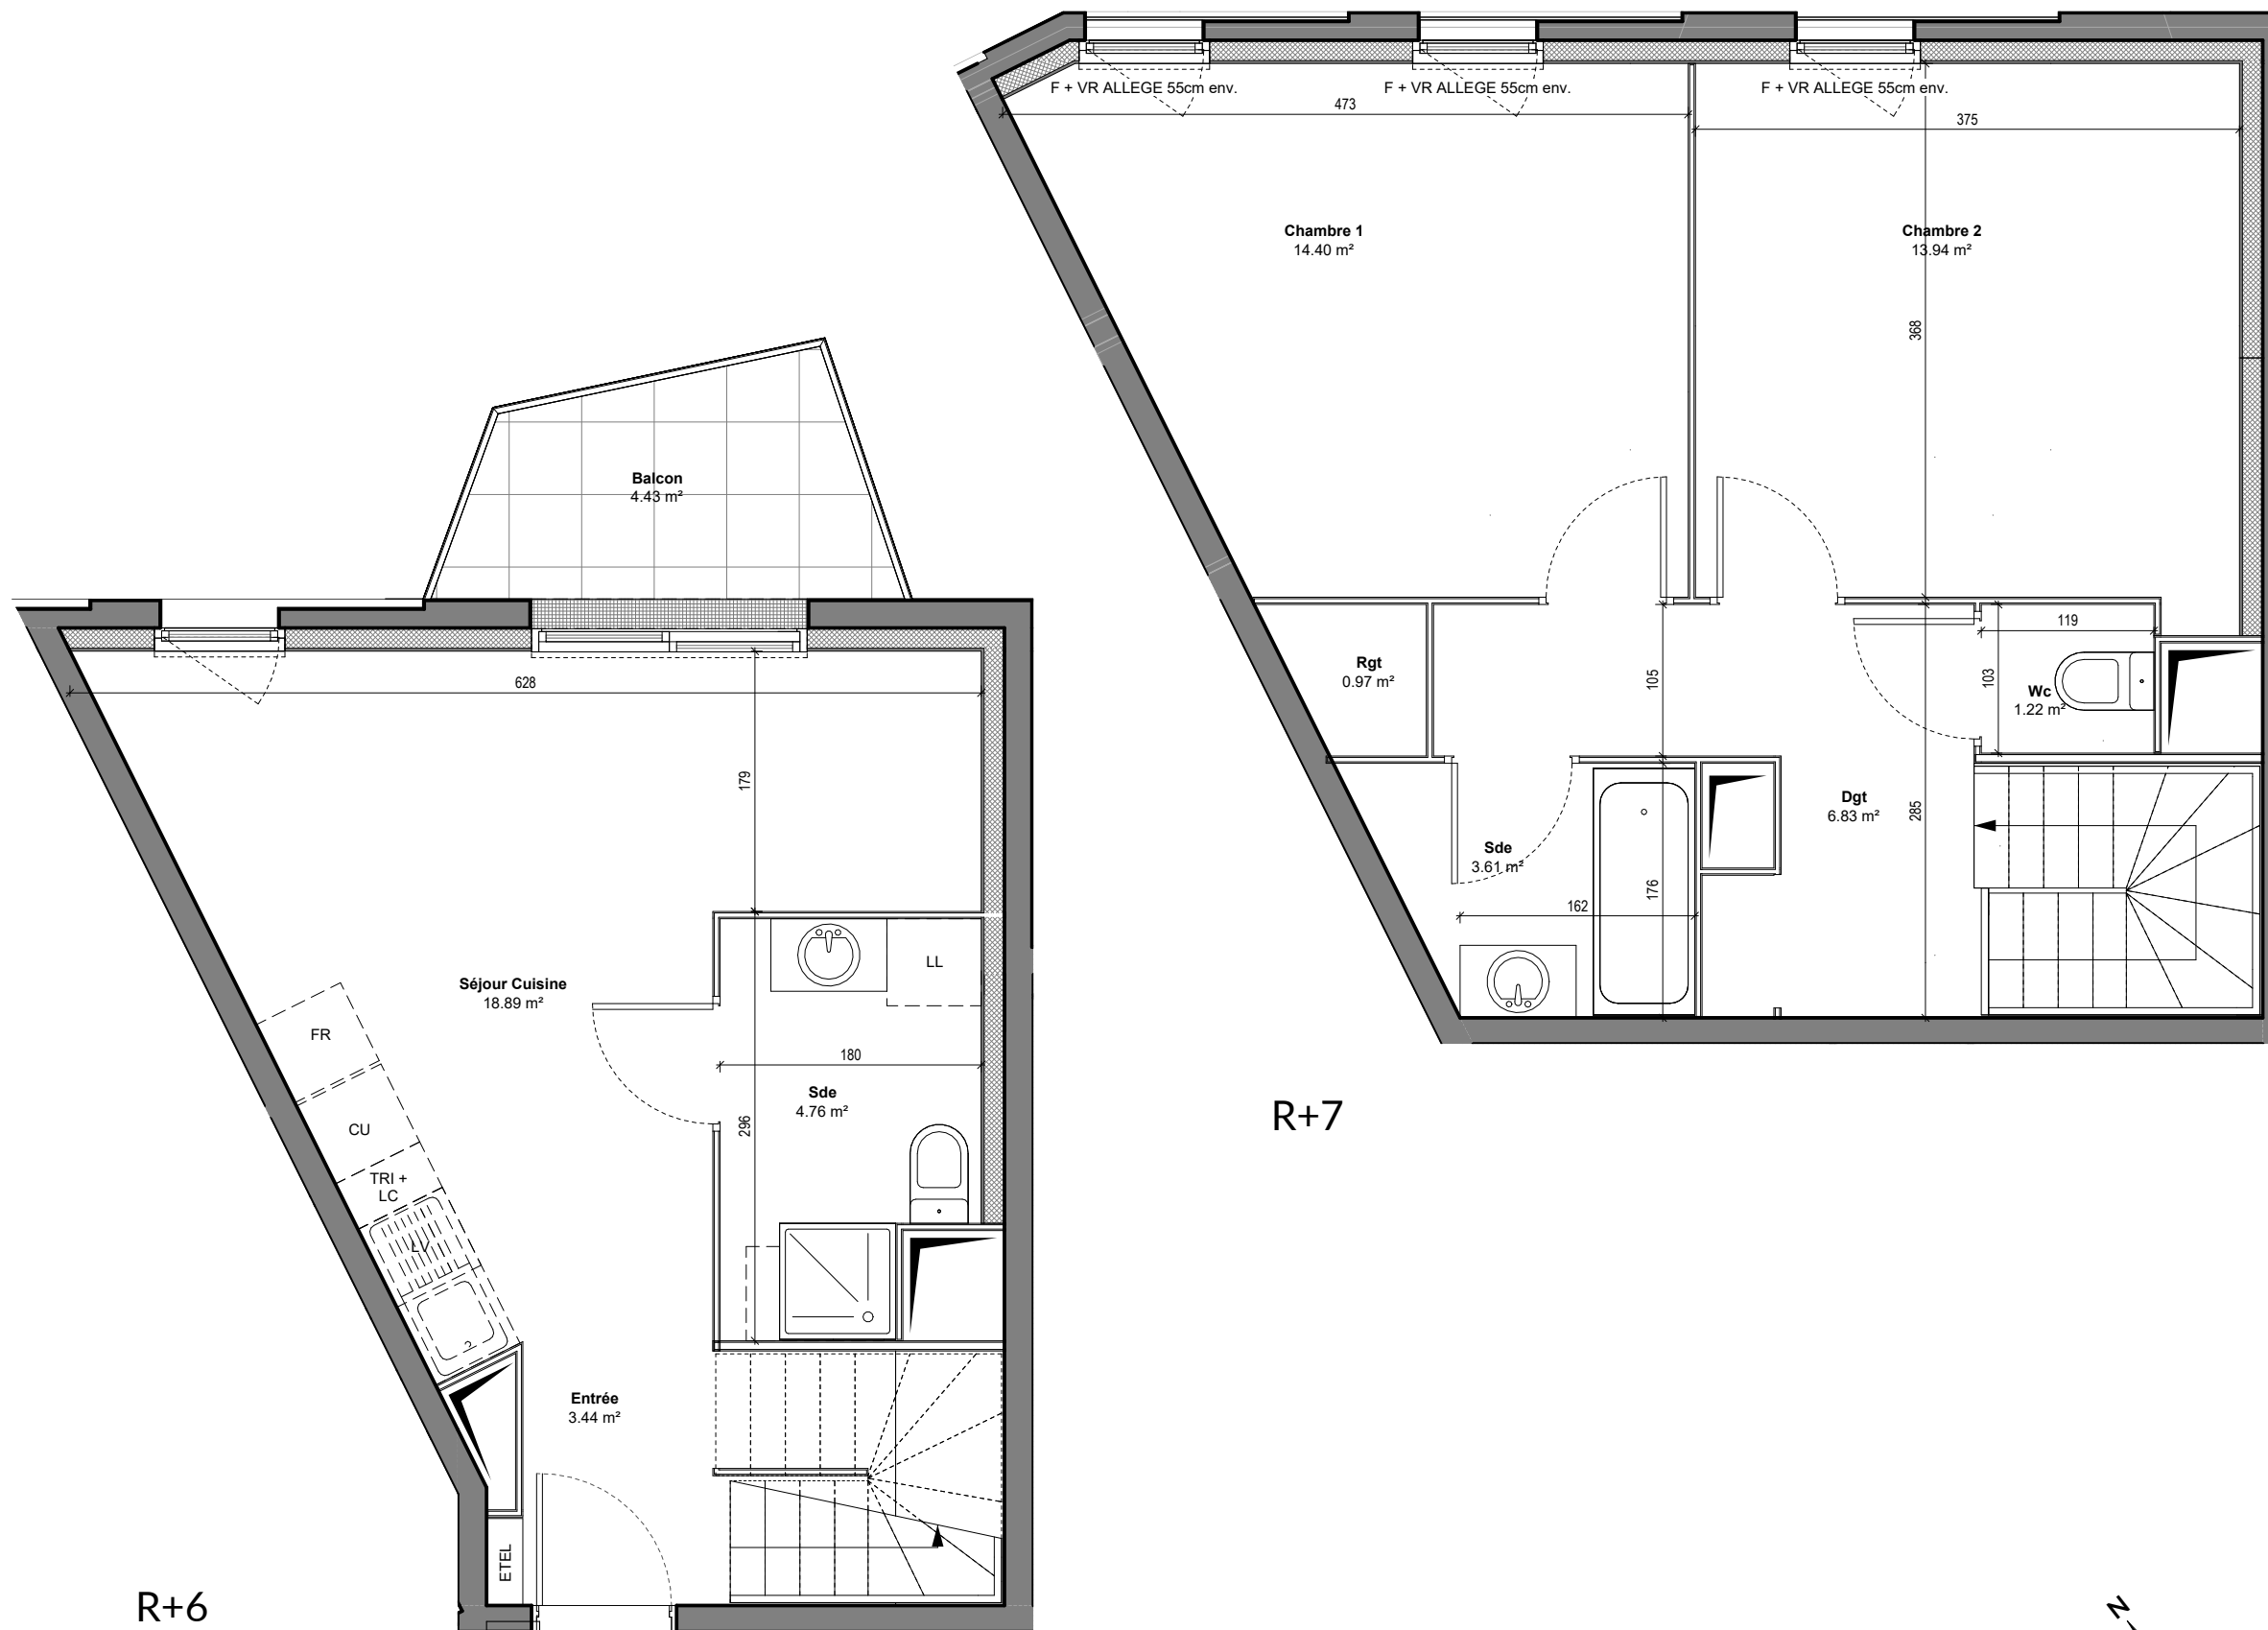 F + VR ALLEGE 55cm env.
F + VR ALLEGE 55cm env.
F + VR ALLEGE 55cm env.
473
375
Chambre 1
14.40 m²
Chambre 2
13.94 m²
368
Rgt
0.97 m²
105
119
103
Wc
1.22 m²
Dgt
6.83 m²
285
Sde
3.61 m²
176
162
R+7
Balcon
4.43 m²
628
179
Séjour Cuisine
18.89 m²
LL
FR
180
CU
Sde
4.76 m²
296
TRI +
LC
LV
Entrée
3.44 m²
ETEL
R+6
N